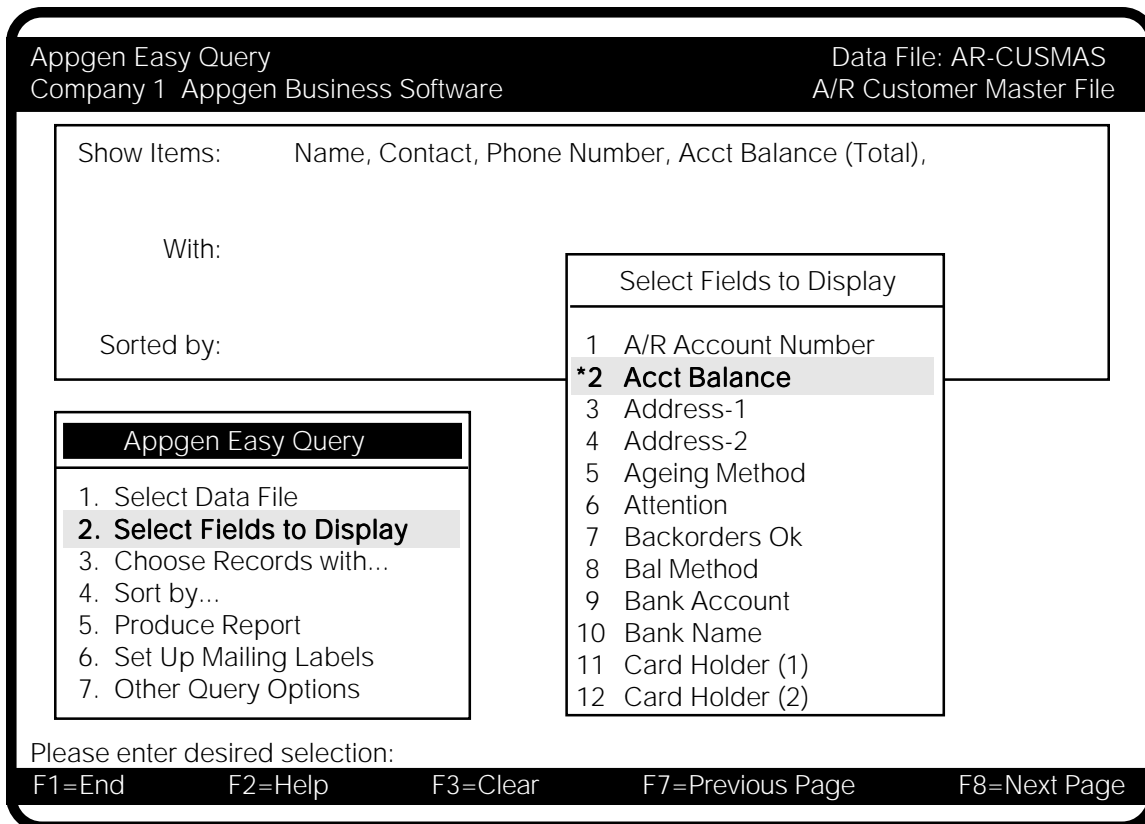 Appgen Easy Query Data File: AR-CUSMAS
Company 1 Appgen Business Software A/R Customer Master File
Show Items: Name, Contact, Phone Number, Acct Balance (Total),
With:
Sorted by:
Select Fields to Display
1 A/R Account Number
*2 Acct Balance
3 Address-1
4 Address-2
5 Ageing Method
6 Attention
7 Backorders Ok
8 Bal Method
9 Bank Account
10 Bank Name
11 Card Holder (1)
12 Card Holder (2)
Appgen Easy Query
1. Select Data File
2. Select Fields to Display
3. Choose Records with...
4. Sort by...
5. Produce Report
6. Set Up Mailing Labels
7. Other Query Options
Please enter desired selection:
F1=End F2=Help F3=Clear F7=Previous Page F8=Next Page